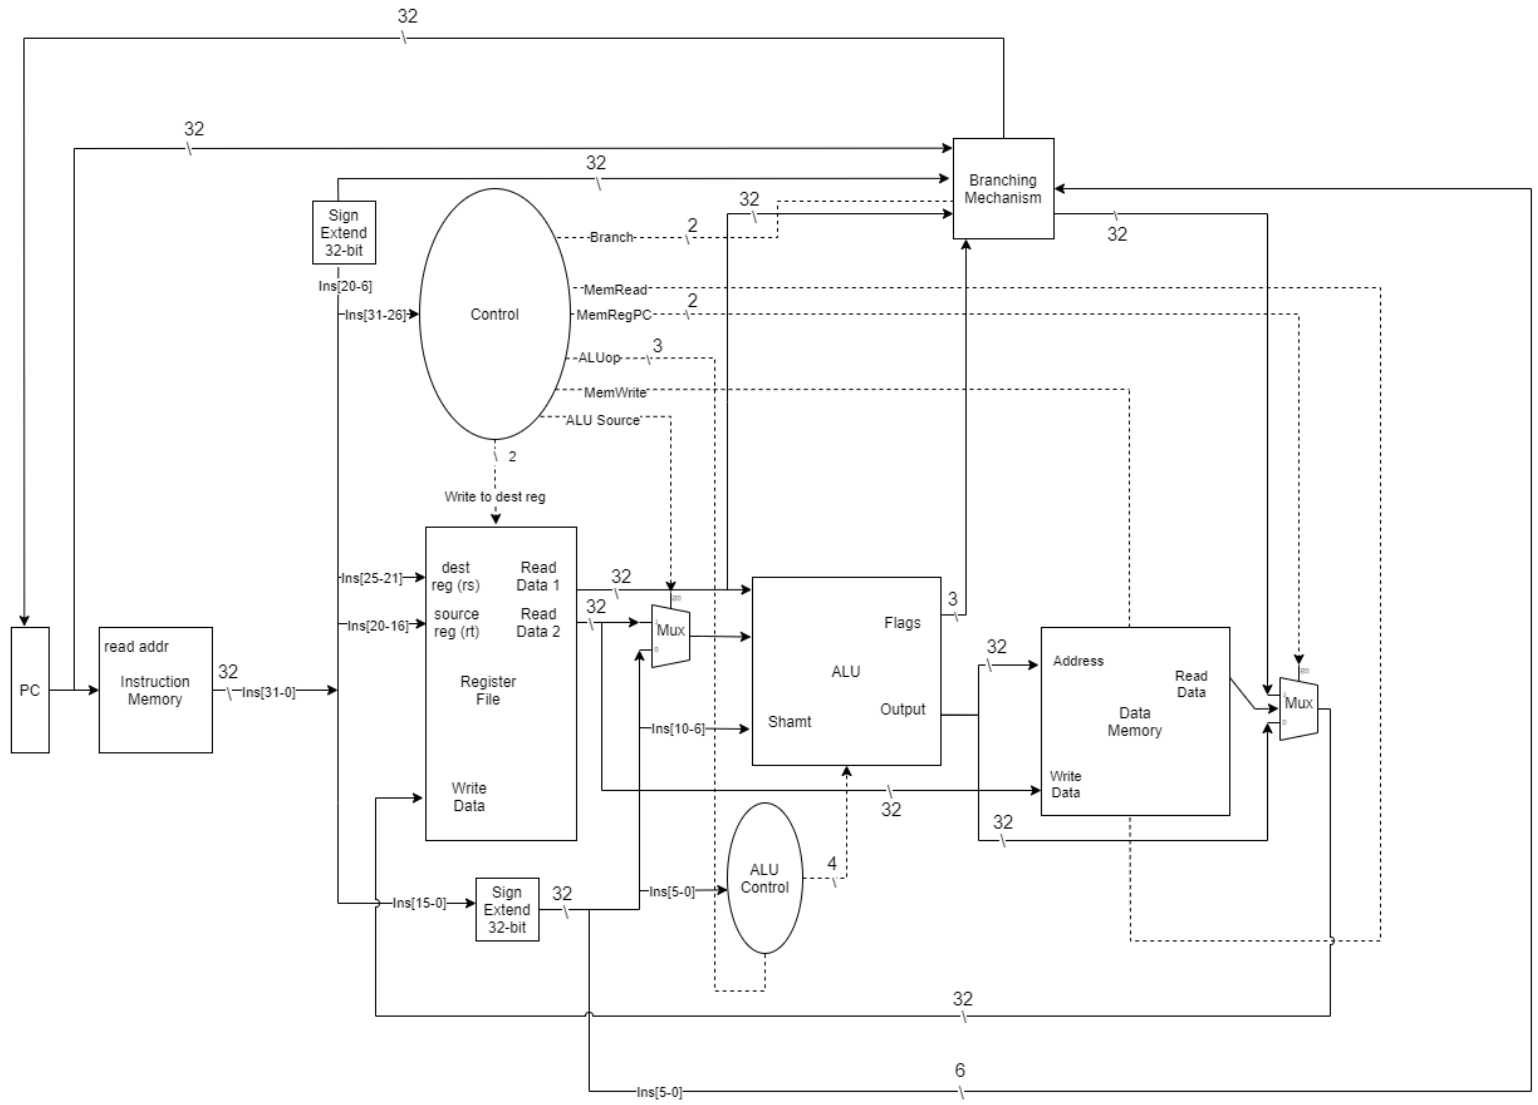 32
32
32
Branching
Mechanism
Sign
Extend
32-bit
32
Branch
2
32
Ins[20-6]
MemRead
Ins[31-26]
Control
MemRegPC
2
ALUop
3
MemWrite
ALU Source
2
Write to dest reg
Ins[25-21]
dest
reg (rs)
Read
Data 1
32
Ins[20-16]
source
reg (rt)
Read
Data 2
32
Mux
0
Register
File
Write
Data
PC
read addr
Instruction
Memory
32
Ins[31-0]
Flags
3
ALU
Shamt
Output
Ins[10-6]
32
Address
Read
Data
Data
Memory
Write
Data
Mux
0
32
32
ALU
Control
4
Ins[15-0]
Sign
Extend
32-bit
32
Ins[5-0]
32
Ins[5-0]
6